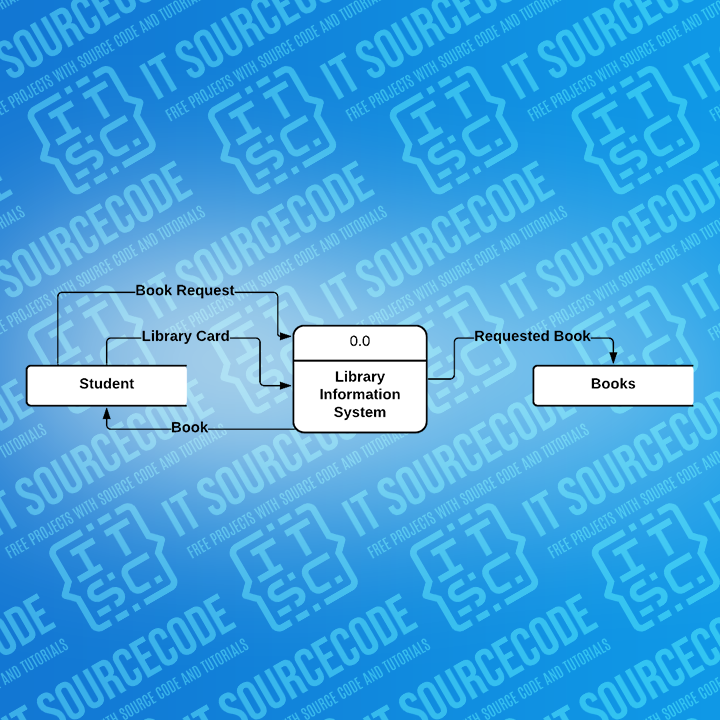 Book Request
Library Card
0.0
Requested Book
Student
Library
Information
System
Books
Book
IT SOURCECODE
FREE PROJECTS WITH SOURCE CODE AND TUTORIALS